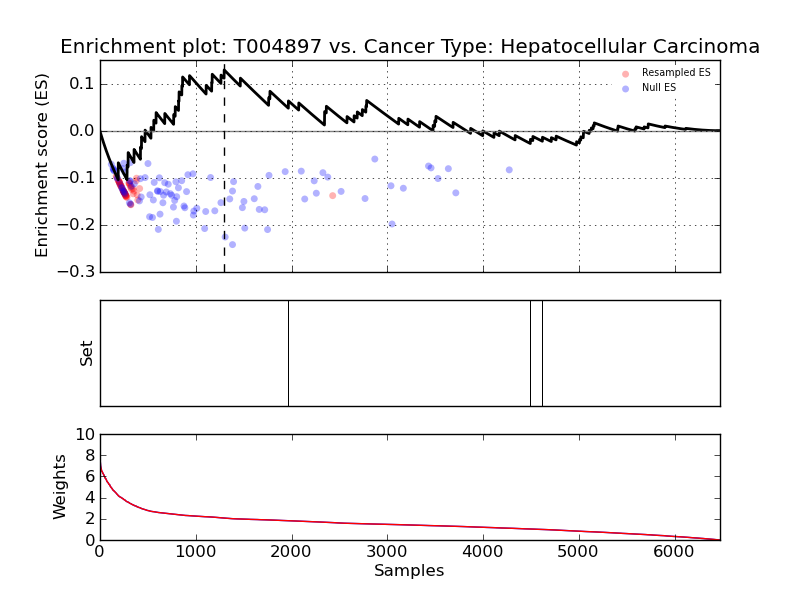 Enrichment plot: T004897 vs. Cancer Type: Hepatocellular Carcinoma
Enrichment score (ES)
0.1
0.0
−0.1
−0.2
−0.3
Resampled ES
Null ES
Set
Weights
10
8
6
4
2
0
0 1000 2000 3000 4000 5000 6000
Samples